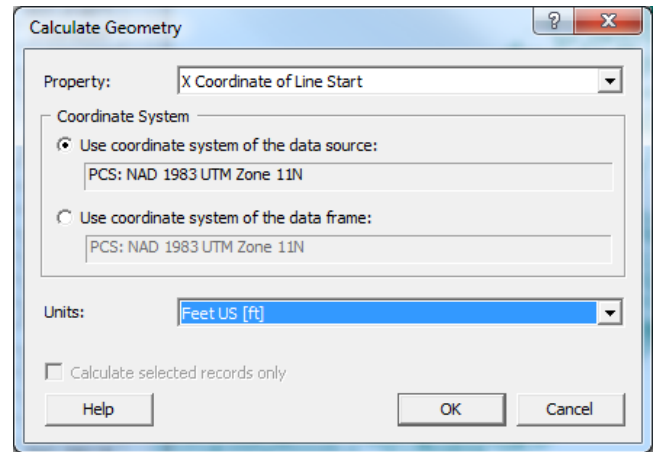 Calculate Geometry
?
X
Property:
X Coordinate of Line Start
Coordinate System
Use coordinate system of the data source:
PCS: NAD 1983 UTM Zone 11N
Use coordinate system of the data frame:
PCS: NAD 1983 UTM Zone 11N
Units:
Feet US [ft]
Calculate selected records only
Help
OK
Cancel